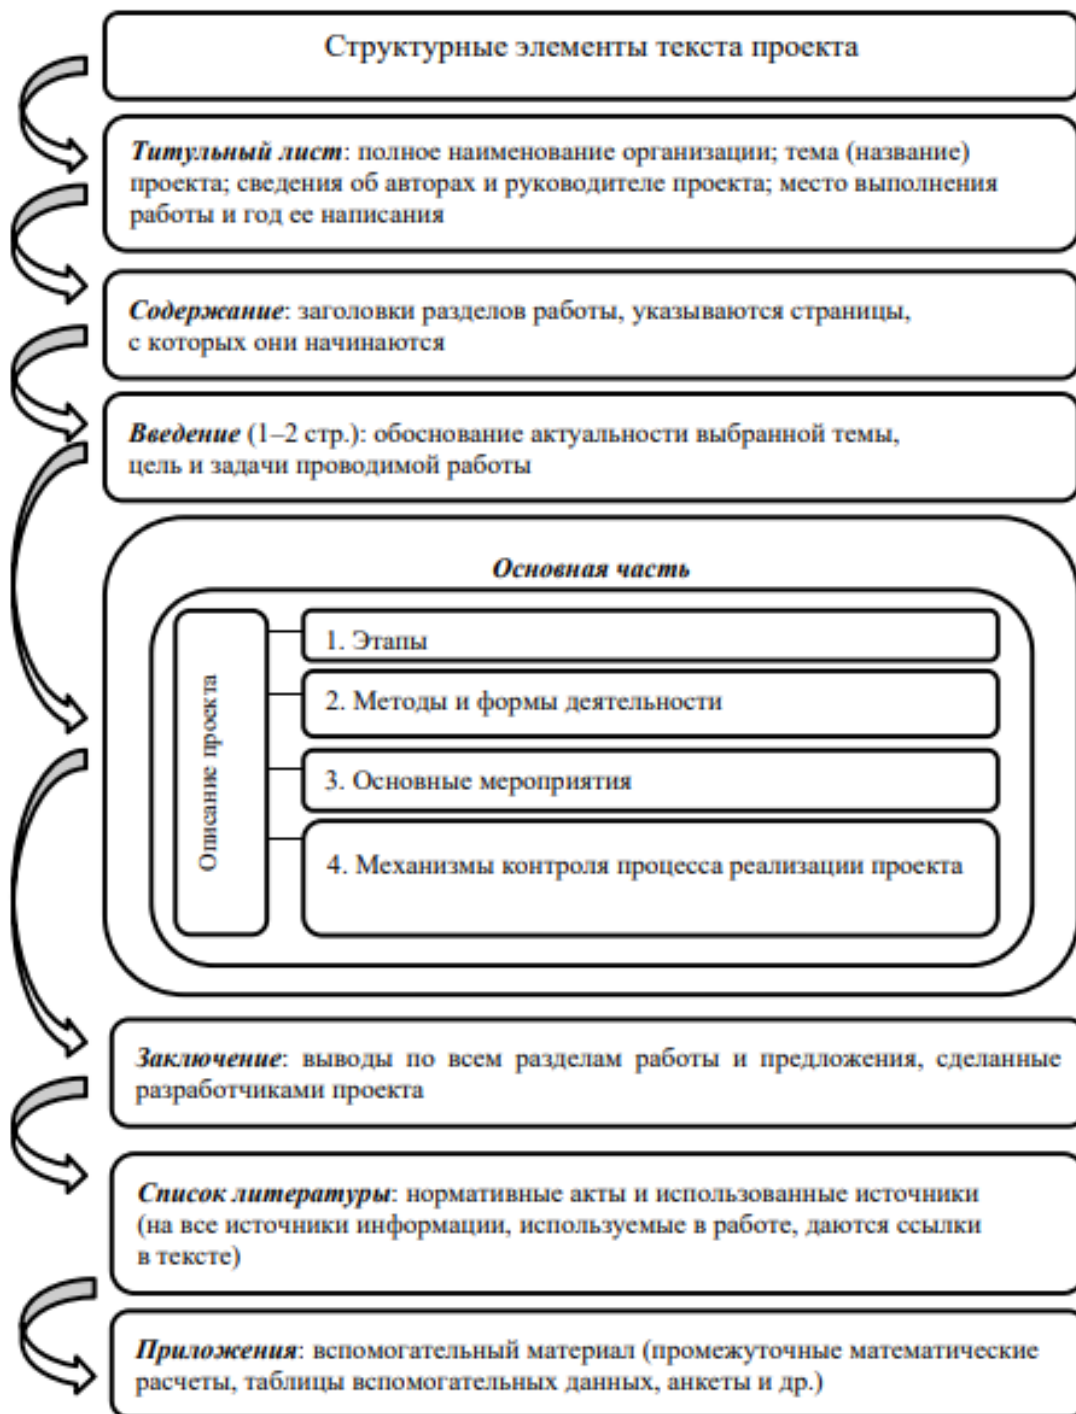 Структурные элементы текста проекта
Титульный лист: полное наименование организации; тема (название)
проекта; сведения об авторах и руководителе проекта; место выполнения
работы и год ее написания
Содержание: заголовки разделов работы, указываются страницы,
с которых они начинаются
Введение (1–2 стр.): обоснование актуальности выбранной темы,
цель и задачи проводимой работы
Основная часть
Описание проекта
1. Этапы
2. Методы и формы деятельности
3. Основные мероприятия
4. Механизмы контроля процесса реализации проекта
Заключение: выводы по всем разделам работы и предложения, сделанные
разработчиками проекта
Список литературы: нормативные акты и использованные источники
(на все источники информации, используемые в работе, даются ссылки
в тексте)
Приложения: вспомогательный материал (промежуточные математические
расчеты, таблицы вспомогательных данных, анкеты и др.)